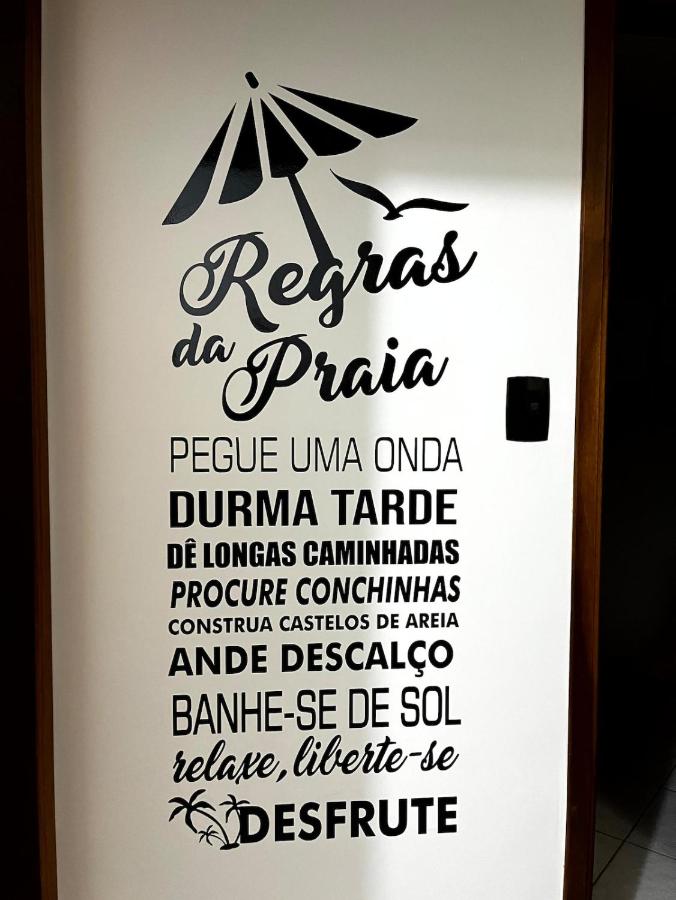 Regras
da Praia
PEGUE UMA ONDA
DURMA TARDE
DÊ LONGAS CAMINHADAS
PROCURE CONCHINHAS
CONSTRUA CASTELOS DE AREIA
ANDE DESCALÇO
BANHE-SE DE SOL
relaxe, liberte-se
DESFRUTE